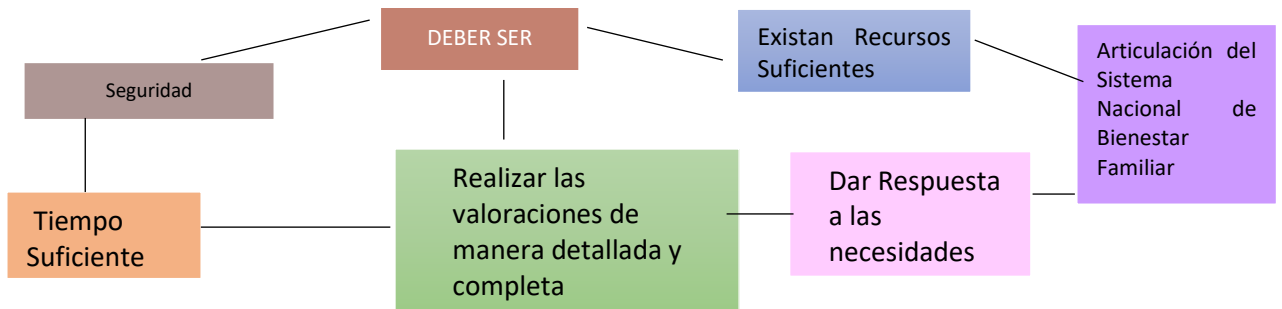 DEBER SER
Existan Recursos
Suficientes
Articulación del
Sistema
Nacional de
Bienestar
Familiar
Seguridad
Tiempo
Suficiente
Realizar las
valoraciones de
manera detallada y
completa
Dar Respuesta
a las
necesidades